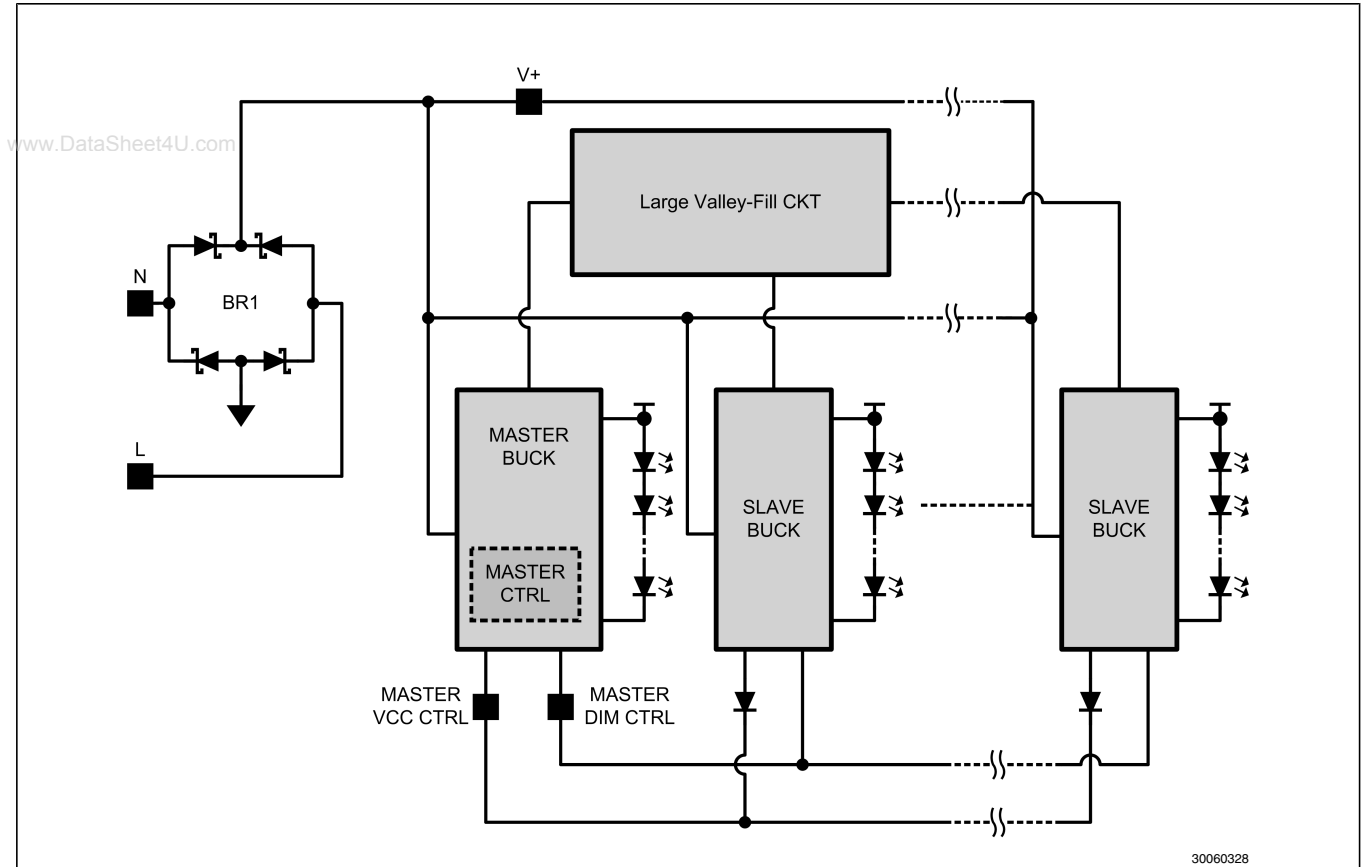 V+
www.DataSheet4U.com
Large Valley-Fill CKT
N
BR1
L
MASTER
BUCK
MASTER
CTRL
SLAVE
BUCK
SLAVE
BUCK
MASTER
VCC CTRL
MASTER
DIM CTRL
30060328